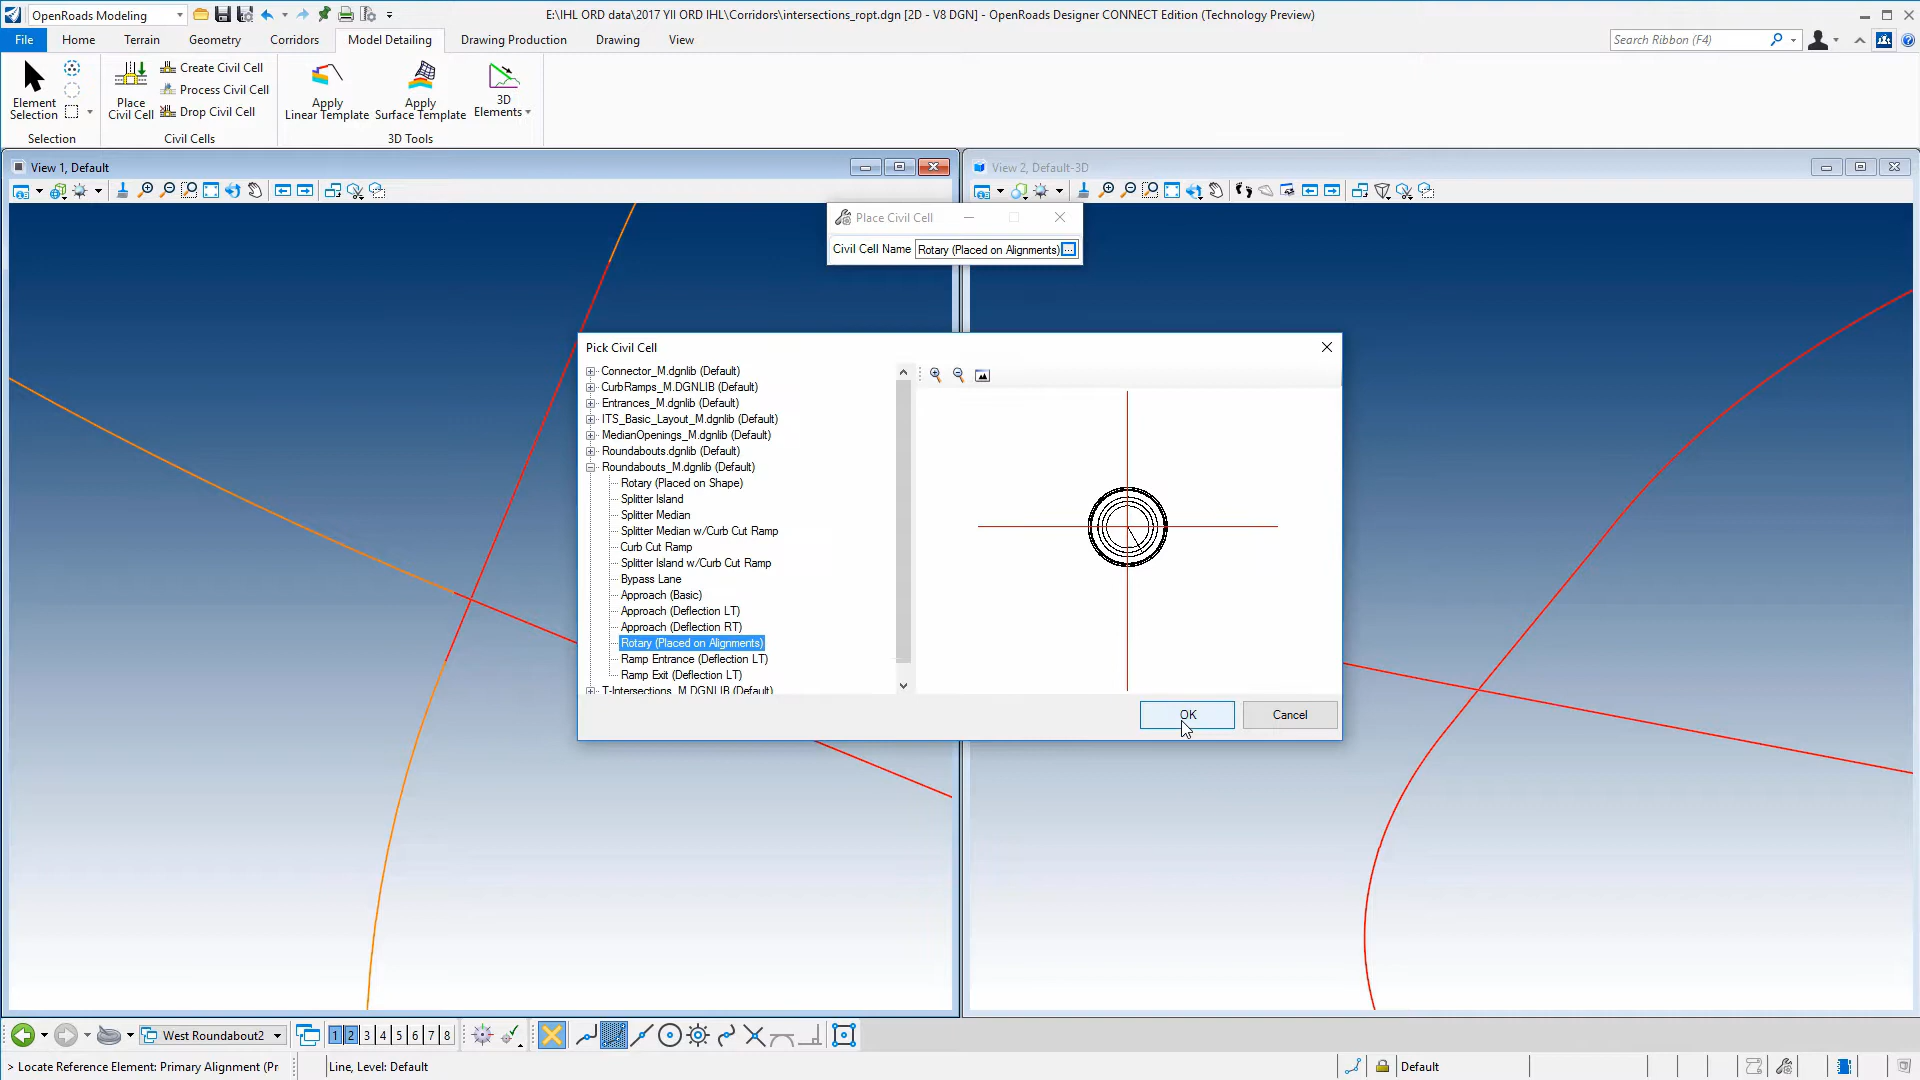 OpenRoads Modeling
E:\IHL ORD data\2017 YII ORD IHL\Corridors\intersections_ropt.dgn [2D - V8 DGN] - OpenRoads Designer CONNECT Edition (Technology Preview)
File Home Terrain Geometry Corridors Model Detailing Drawing Production Drawing View
Search Ribbon (F4)
Element Selection
Selection
Place Civil Cell
Create Civil Cell
Process Civil Cell
Drop Civil Cell
Civil Cells
Apply Linear Template
Apply Surface Template
3D Elements
3D Tools
View 1, Default
View 2, Default-3D
Place Civil Cell
Civil Cell Name Rotary (Placed on Alignments) ...
Pick Civil Cell
Connector_M.dgnlib (Default)
CurbRamps_M.DGNLIB (Default)
Entrances_M.dgnlib (Default)
ITS_Basic_Layout_M.dgnlib (Default)
MedianOpenings_M.dgnlib (Default)
Roundabouts.dgnlib (Default)
Roundabouts_M.dgnlib (Default)
Rotary (Placed on Shape)
Splitter Island
Splitter Median
Splitter Median w/Curb Cut Ramp
Curb Cut Ramp
Splitter Island w/Curb Cut Ramp
Bypass Lane
Approach (Basic)
Approach (Deflection LT)
Approach (Deflection RT)
Rotary (Placed on Alignments)
Ramp Entrance (Deflection LT)
Ramp Exit (Deflection LT)
T-Intersections_M.DGNLIB (Default)
OK Cancel
West Roundabout2
1 2 3 4 5 6 7 8
> Locate Reference Element: Primary Alignment (Pr
Line, Level: Default
Default